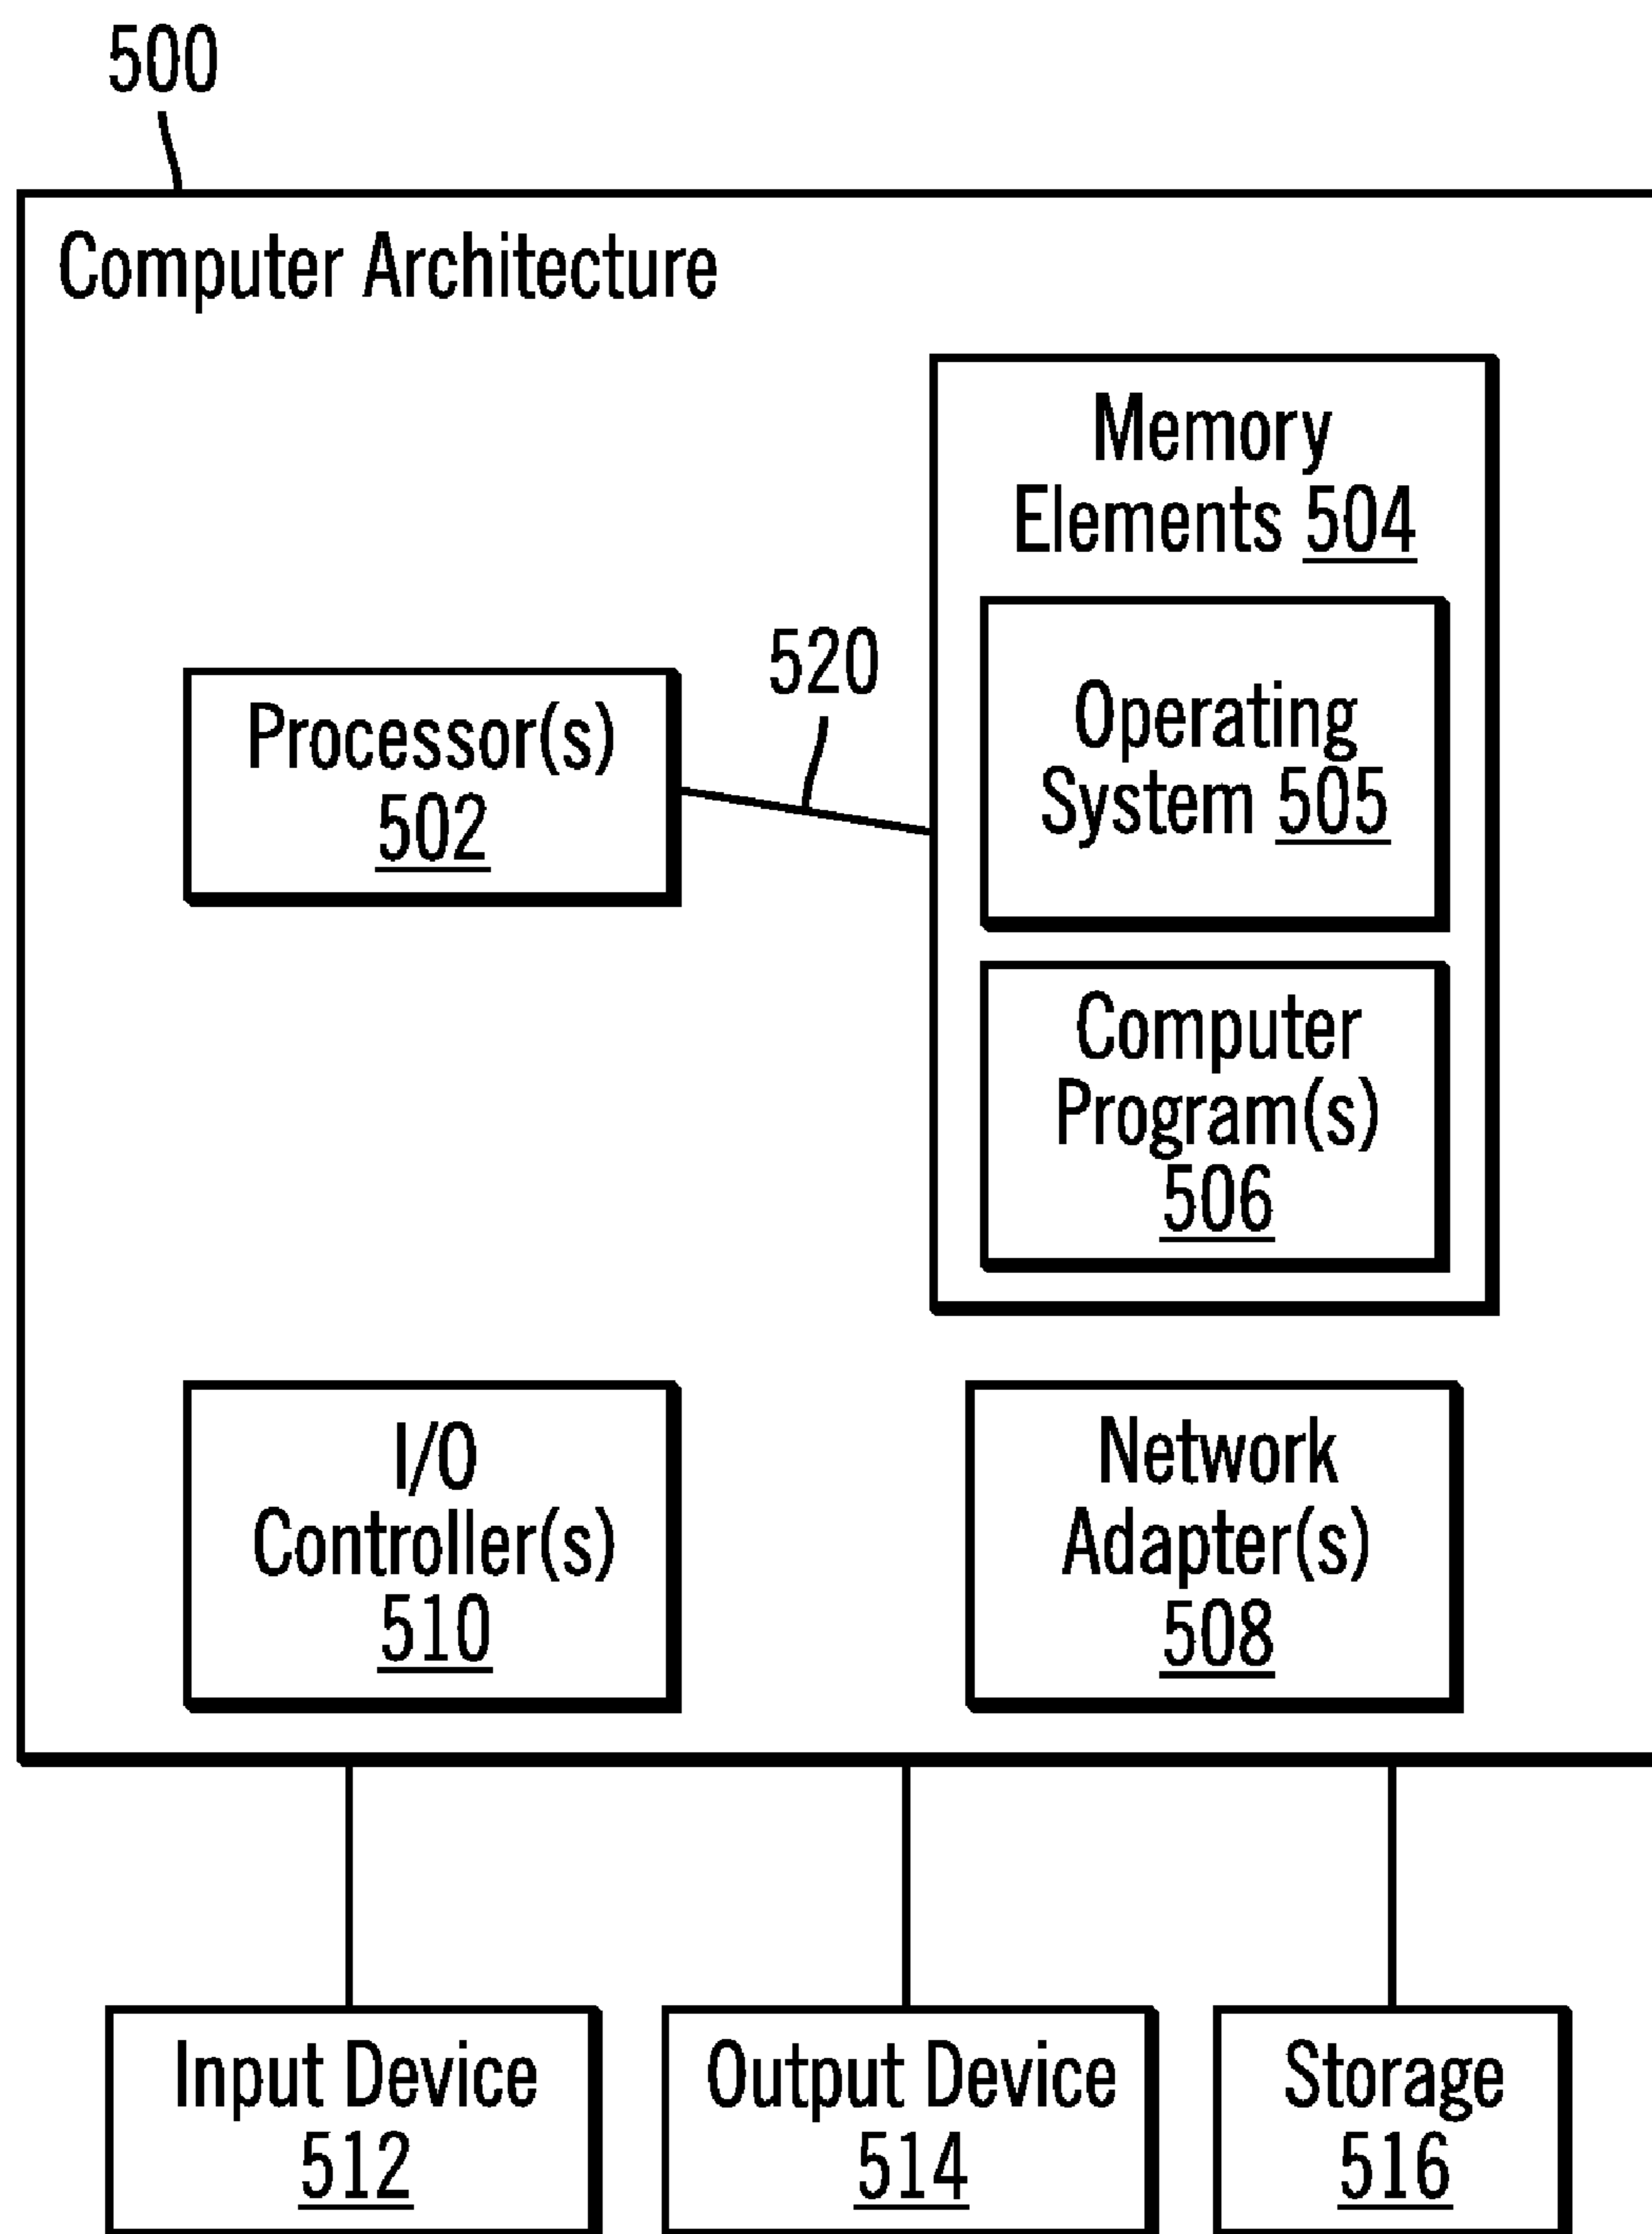 500
Computer Architecture
Memory
Elements 504
520
Operating
System 505
Processor(s)
502
Computer
Program(s)
506
I/O
Controller(s)
510
Network
Adapter(s)
508
Input Device
512
Output Device
514
Storage
516